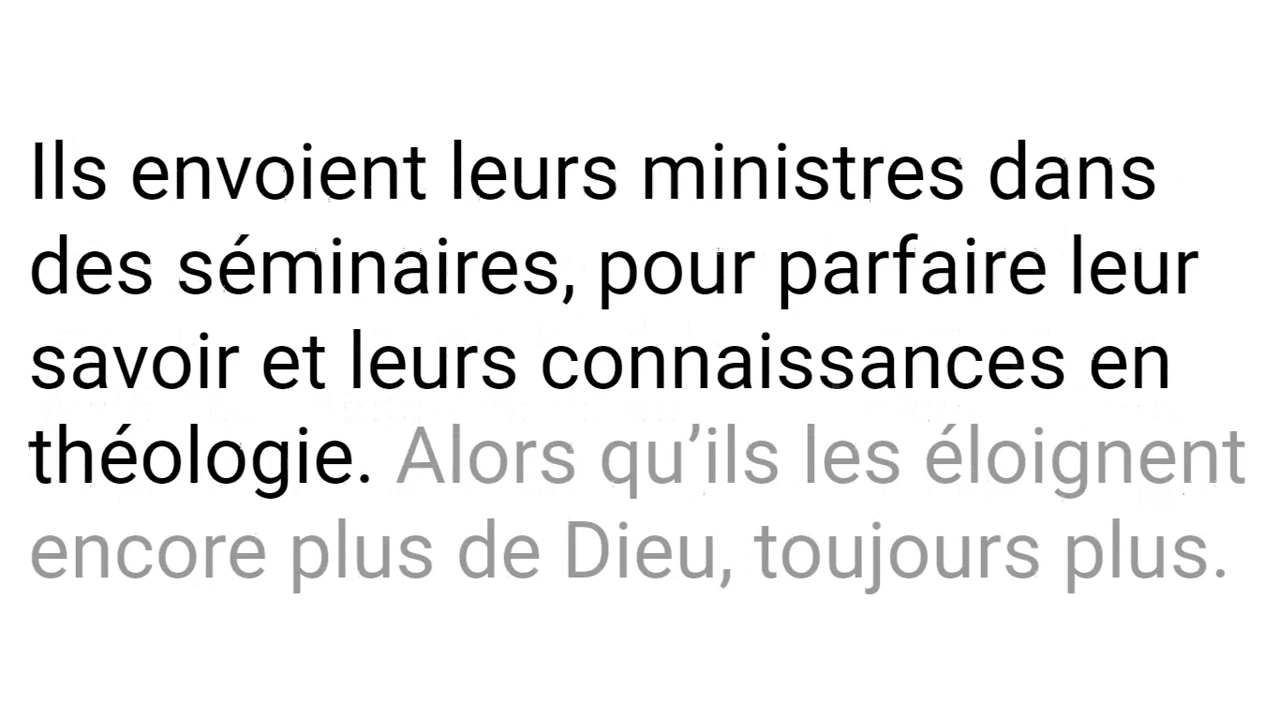 Ils envoient leurs ministres dans
des séminaires, pour parfaire leur
savoir et leurs connaissances en
théologie. Alors qu’ils les éloignent
encore plus de Dieu, toujours plus.